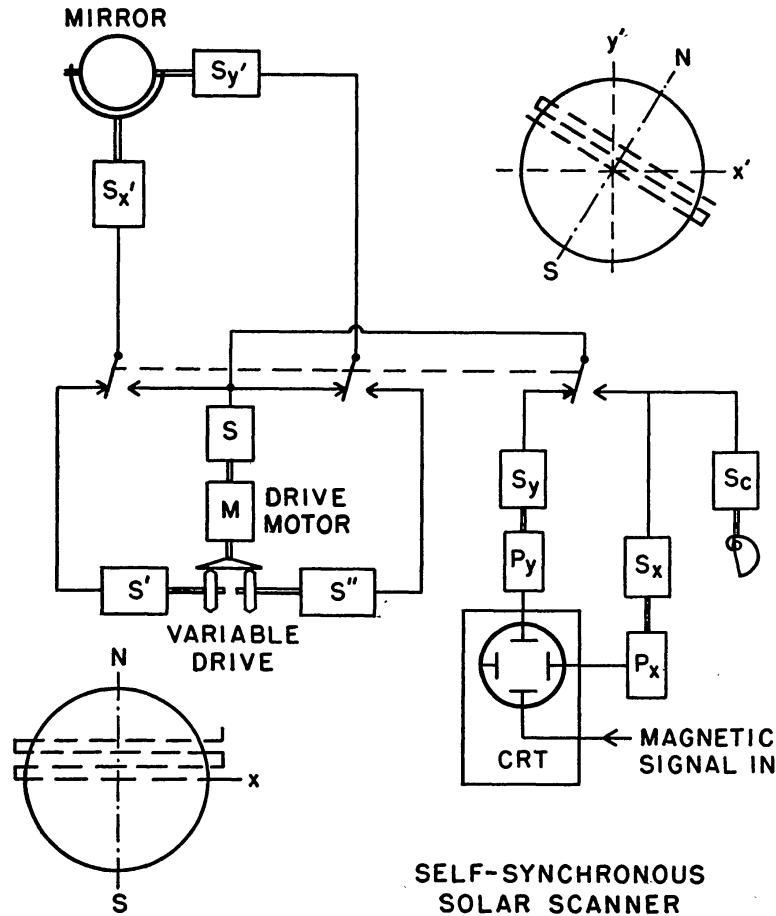 MIRROR
Sy'
Sx'
y'
N
x'
S
S
M
DRIVE
MOTOR
S'
S"
VARIABLE
DRIVE
Sy
Py
Sc
Sx
Px
CRT
MAGNETIC
SIGNAL IN
N
x
S
SELF-SYNCHRONOUS
SOLAR SCANNER